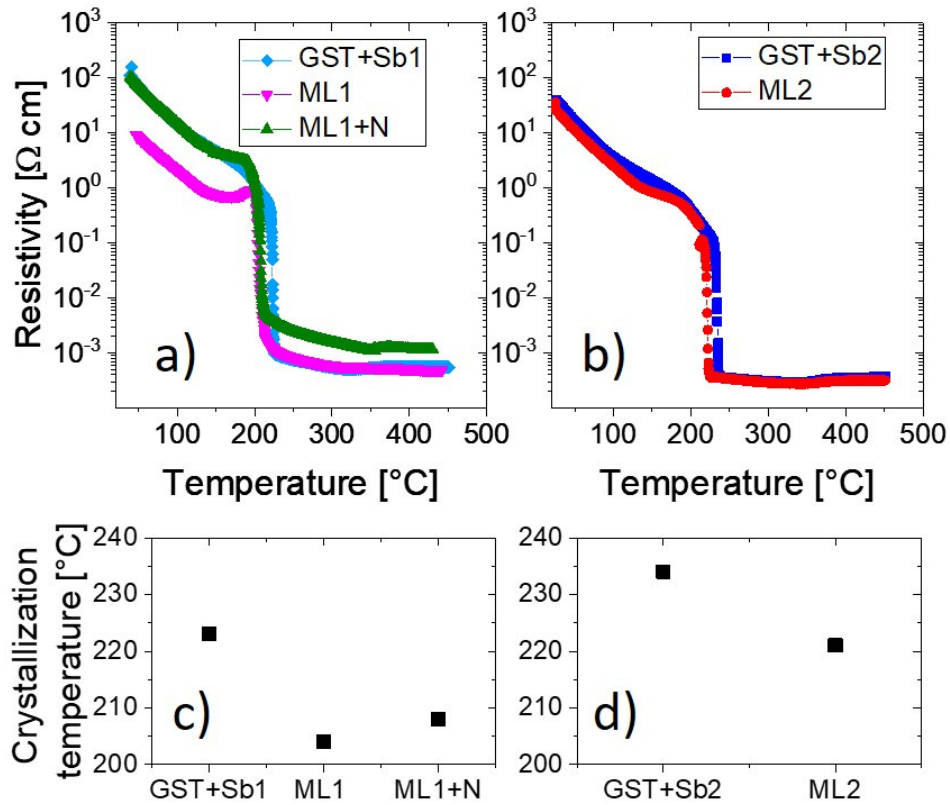 10³
10²
10¹
10⁰
10⁻¹
10⁻²
10⁻³
Resistivity [Ω cm]
GST+Sb1
ML1
ML1+N
a)
100 200 300 400 500
Temperature [°C]
10³
10²
10¹
10⁰
10⁻¹
10⁻²
10⁻³
GST+Sb2
ML2
b)
100 200 300 400 500
Temperature [°C]
Crystallization
temperature [°C]
240
230
220
210
200
c)
GST+Sb1 ML1 ML1+N
240
230
220
210
200
d)
GST+Sb2 ML2